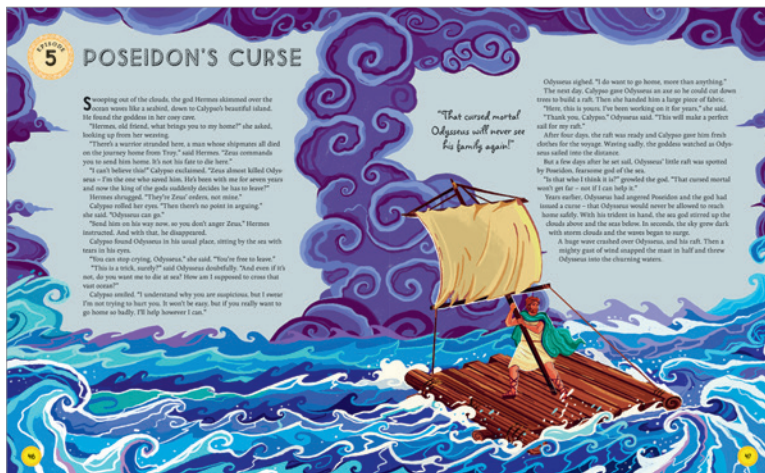 EPISODE
5
POSEIDON'S CURSE
Sweeping out of the clouds, the god Hermes skimmed over the
ocean waves like a seabird, down to Calypso's beautiful island.
He found the goddess in her cosy cave.
"Hermes, old friend, what brings you to my home?" she asked,
looking up from her weaving.
"There's a warrior stranded here, a man whose shipmates all died
on the journey home from Troy," said Hermes. "Zeus commands
you to send him home. It's not his fate to die here."
"I can't believe this!" Calypso exclaimed. "Zeus almost killed Odys-
seus – I'm the one who saved him. He's been with me for seven years
and now the king of the gods suddenly decides he has to leave?"
Hermes shrugged. "They're Zeus' orders, not mine."
Calypso rolled her eyes. "Then there's no point in arguing,"
she said. "Odysseus can go."
"Send him on his way now, so you don't anger Zeus," Hermes
instructed. And with that, he disappeared.
Calypso found Odysseus in his usual place, sitting by the sea with
tears in his eyes.
"You can stop crying, Odysseus," she said. "You're free to leave."
"This is a trick, surely?" said Odysseus doubtfully. "And even if it's
not, do you want me to die at sea? How am I supposed to cross that
vast ocean?"
Calypso smiled. "I understand why you are suspicious, but I swear
I'm not trying to hurt you. It won't be easy, but if you really want to
go home so badly, I'll help however I can."
"That cursed mortal
Odysseus will never see
his family again!"
Odysseus sighed. "I do want to go home, more than anything."
The next day, Calypso gave Odysseus an axe so he could cut down
trees to build a raft. Then she handed him a large piece of fabric.
"Here, this is yours. I've been working on it for years," she said.
"Thank you, Calypso," Odysseus said. "This will make a perfect
sail for my raft."
After four days, the raft was ready and Calypso gave him fresh
clothes for the voyage. Waving sadly, the goddess watched as Odys-
seus sailed into the distance.
But a few days after he set sail, Odysseus' little raft was spotted
by Poseidon, fearsome god of the sea.
"Is that who I think it is?" growled the god. "That cursed mortal
won't get far – not if I can help it."
Years earlier, Odysseus had angered Poseidon and the god had
issued a curse – that Odysseus would never be allowed to reach
home safely. With his trident in hand, the sea god stirred up the
clouds above and the seas below. In seconds, the sky grew dark
with storm clouds and the waves began to surge.
A huge wave crashed over Odysseus, and his raft. Then a
mighty gust of wind snapped the mast in half and threw
Odysseus into the churning waters.
46
47